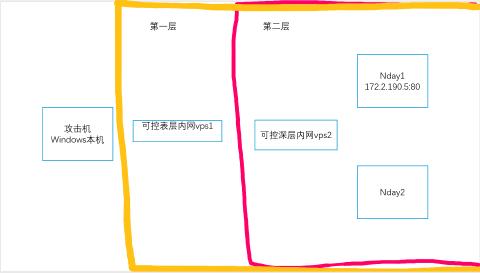 第一层
第二层
Nday1
172.2.190.5:80
攻击机
Windows本机
可控表层内网vps1
可控深层内网vps2
Nday2